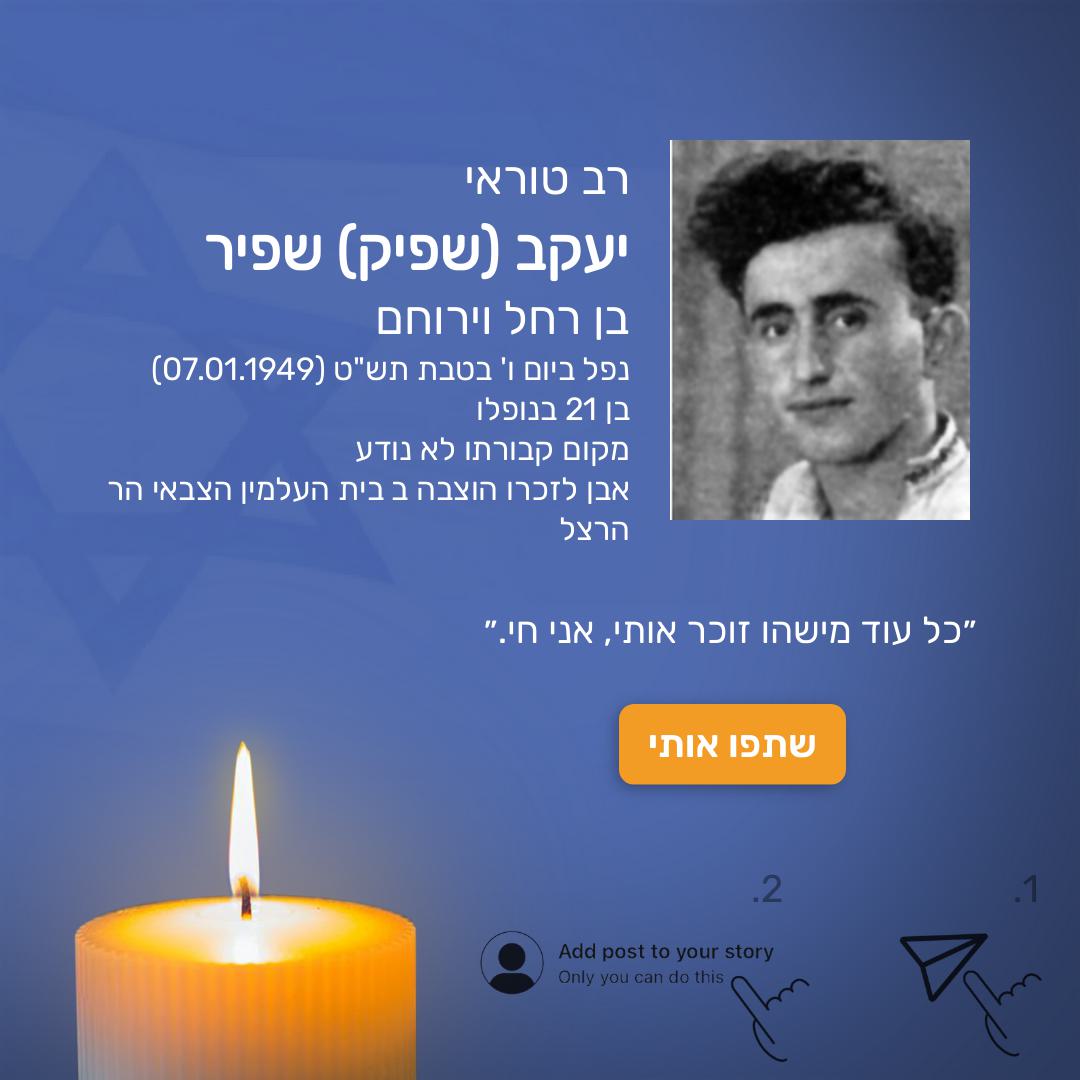 רב טוראי
יעקב (שפיק) שפיר
בן רחל וירוחם
נפל ביום ו' בטבת תש"ט (07.01.1949)
בן 21 בנופלו
מקום קבורתו לא נודע
אבן לזכרו הוצבה ב בית העלמין הצבאי הר
הרצל
״כל עוד מישהו זוכר אותי, אני חי.״
שתפו אותי
1.
2.
Add post to your story
Only you can do this